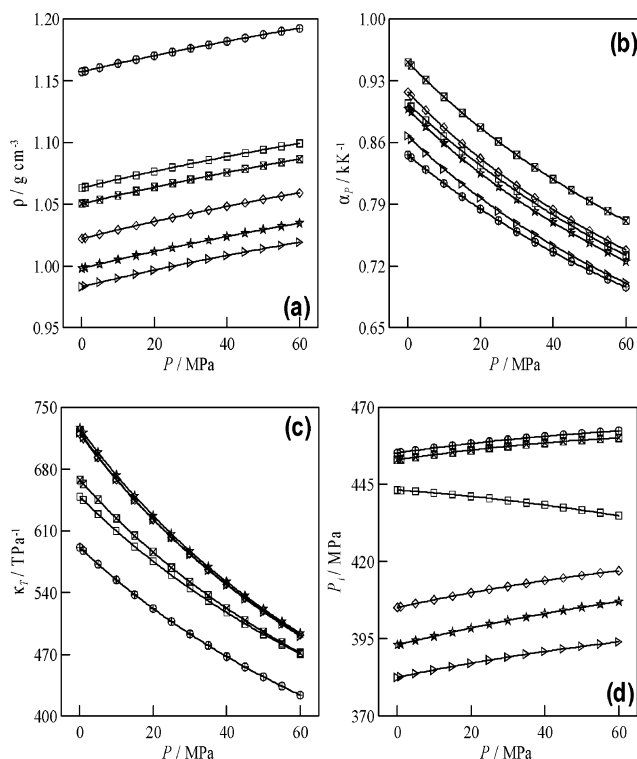 (a)
ρ / g cm⁻³
1.20
1.15
1.10
1.05
1.00
0.95
0 20 40 60
P / MPa
(b)
αₚ / kK⁻¹
1.00
0.93
0.86
0.79
0.72
0.65
0 20 40 60
P / MPa
(c)
κ_T / TPa⁻¹
750
680
610
540
470
400
0 20 40 60
P / MPa
(d)
P_i / MPa
470
445
420
395
370
0 20 40 60
P / MPa